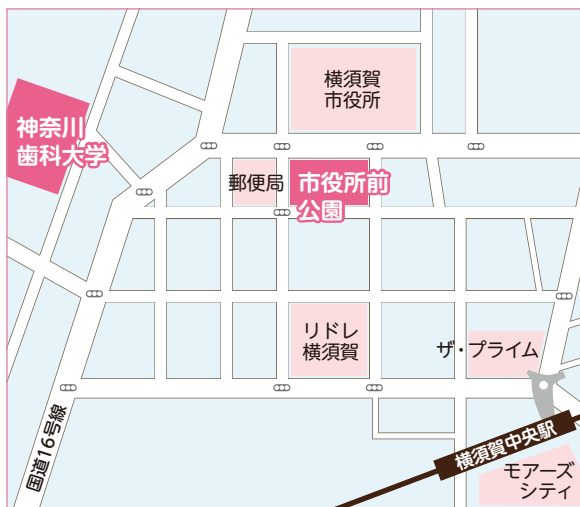 横須賀
市役所
神奈川
歯科大学
郵便局
市役所前
公園
リドレ
横須賀
ザ・プライム
国道16号線
横須賀中央駅
モアーズ
シティ